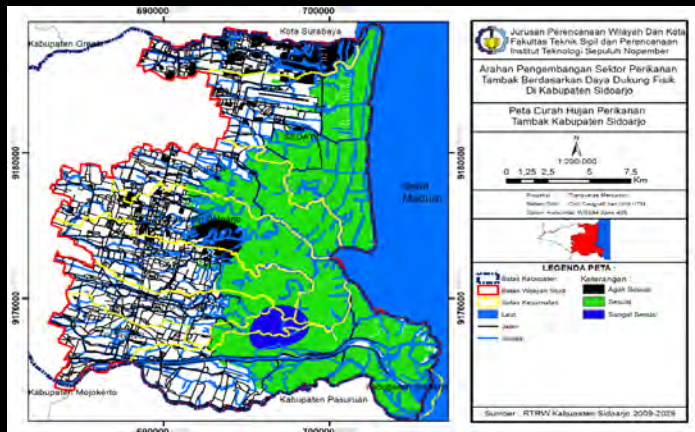 690000 700000
Kota Surabaya
Kabupaten Gresik
9180000
9180000
Selat
Madura
9170000
9170000
Kabupaten Mojokerto
Kabupaten Pasuruan
690000 700000
Jurusan Perencanaan Wilayah Dan Kota
Fakultas Teknik Sipil dan Perencanaan
Institut Teknologi Sepuluh Nopember
Arahan Pengembangan Sektor Perikanan
Tambak Berdasarkan Daya Dukung Fisik
Di Kabupaten Sidoarjo
Peta Curah Hujan Perikanan
Tambak Kabupaten Sidoarjo
N
1:200.000
0 1,25 2,5 5 7,5
Km
LEGENDA PETA :
Batas Kabupaten
Batas Wilayah Studi
Batas Kecamatan
Laut
Jalan
Sungai
Keterangan :
Agak Sesuai
Sesuai
Sangat Sesuai
Sumber : RTRW Kabupaten Sidoarjo 2009-2029